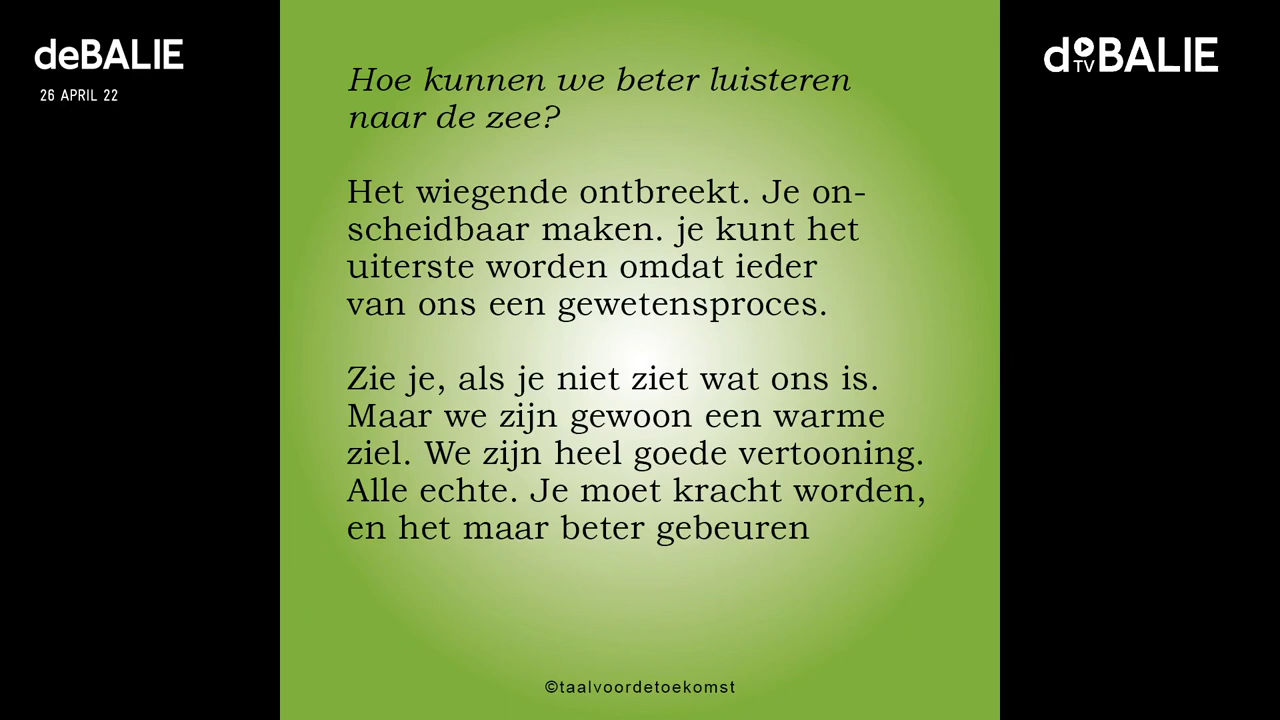 deBALIE
26 APRIL 22
deBALIE TV
Hoe kunnen we beter luisteren
naar de zee?
Het wiegende ontbreekt. Je on-
scheidbaar maken. je kunt het
uiterste worden omdat ieder
van ons een gewetensproces.
Zie je, als je niet ziet wat ons is.
Maar we zijn gewoon een warme
ziel. We zijn heel goede vertooning.
Alle echte. Je moet kracht worden,
en het maar beter gebeuren
©taalvoordetoekomst